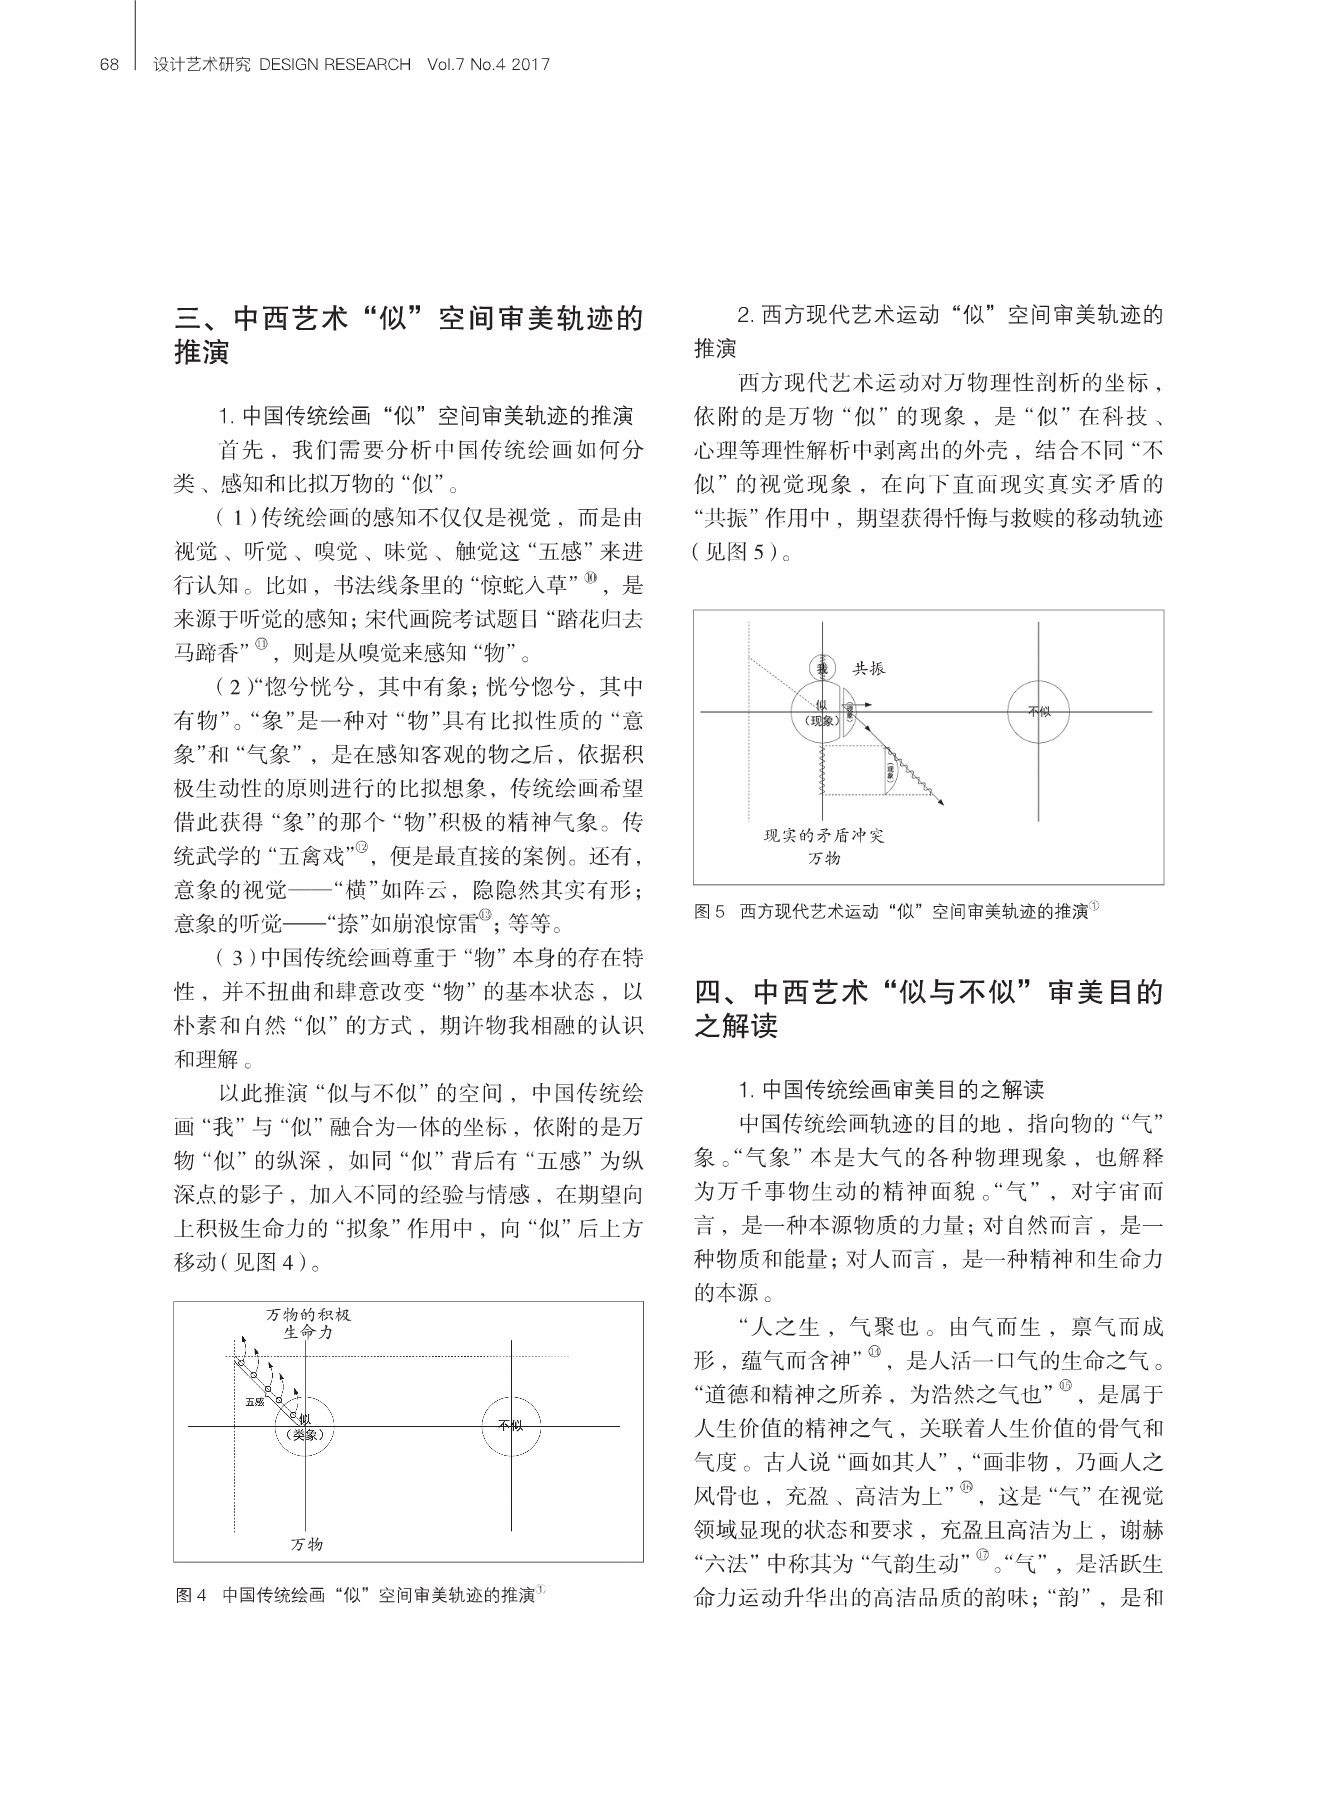 68 设计艺术研究 DESIGN RESEARCH Vol.7 No.4 2017
三、中西艺术“似”空间审美轨迹的
推演
1. 中国传统绘画“似”空间审美轨迹的推演
首先，我们需要分析中国传统绘画如何分
类、感知和比拟万物的“似”。
（1）传统绘画的感知不仅仅是视觉，而是由
视觉、听觉、嗅觉、味觉、触觉这“五感”来进
行认知。比如，书法线条里的“惊蛇入草”⑩，是
来源于听觉的感知；宋代画院考试题目“踏花归去
马蹄香”⑪，则是从嗅觉来感知“物”。
（2）“惚兮恍兮，其中有象；恍兮惚兮，其中
有物”。“象”是一种对“物”具有比拟性质的“意
象”和“气象”，是在感知客观的物之后，依据积
极生动性的原则进行的比拟想象，传统绘画希望
借此获得“象”的那个“物”积极的精神气象。传
统武学的“五禽戏”⑫，便是最直接的案例。还有，
意象的视觉——“横”如阵云，隐隐然其实有形；
意象的听觉——“捺”如崩浪惊雷⑬；等等。
（3）中国传统绘画尊重于“物”本身的存在特
性，并不扭曲和肆意改变“物”的基本状态，以
朴素和自然“似”的方式，期许物我相融的认识
和理解。
以此推演“似与不似”的空间，中国传统绘
画“我”与“似”融合为一体的坐标，依附的是万
物“似”的纵深，如同“似”背后有“五感”为纵
深点的影子，加入不同的经验与情感，在期望向
上积极生命力的“拟象”作用中，向“似”后上方
移动（见图 4）。
万物的积极
生命力
五感
似
（类象）
不似
万物
图 4 中国传统绘画“似”空间审美轨迹的推演①
2. 西方现代艺术运动“似”空间审美轨迹的
推演
西方现代艺术运动对万物理性剖析的坐标，
依附的是万物“似”的现象，是“似”在科技、
心理等理性解析中剥离出的外壳，结合不同“不
似”的视觉现象，在向下直面现实真实矛盾的
“共振”作用中，期望获得忏悔与救赎的移动轨迹
（见图 5）。
我
共振
似
（现象）
（现象）
不似
（现象）
现实的矛盾冲突
万物
图 5 西方现代艺术运动“似”空间审美轨迹的推演①
四、中西艺术“似与不似”审美目的
之解读
1. 中国传统绘画审美目的之解读
中国传统绘画轨迹的目的地，指向物的“气”
象。“气象”本是大气的各种物理现象，也解释
为万千事物生动的精神面貌。“气”，对宇宙而
言，是一种本源物质的力量；对自然而言，是一
种物质和能量；对人而言，是一种精神和生命力
的本源。
“人之生，气聚也。由气而生，禀气而成
形，蕴气而含神”⑭，是人活一口气的生命之气。
“道德和精神之所养，为浩然之气也”⑮，是属于
人生价值的精神之气，关联着人生价值的骨气和
气度。古人说“画如其人”，“画非物，乃画人之
风骨也，充盈、高洁为上”⑯，这是“气”在视觉
领域显现的状态和要求，充盈且高洁为上，谢赫
“六法”中称其为“气韵生动”⑰。“气”，是活跃生
命力运动升华出的高洁品质的韵味；“韵”，是和